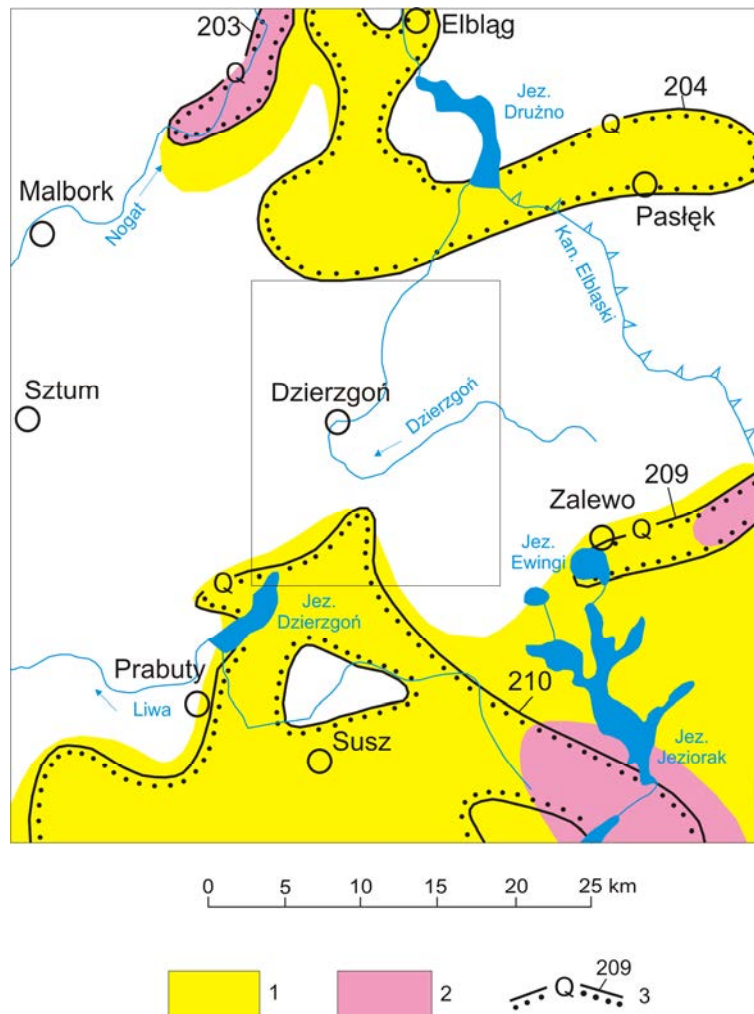 203
Elbląg
Q
Jez.
Drużno
204
Q
Malbork
Nogat
Pasłęk
Kan. Elbląski
Sztum
Dzierzgoń
Dzierzgoń
209
Zalewo
Q
Jez.
Ewingi
Q
Jez.
Dzierzgoń
Prabuty
Liwa
210
Susz
Jez.
Jeziorak
0 5 10 15 20 25 km
1 2 Q 209 3